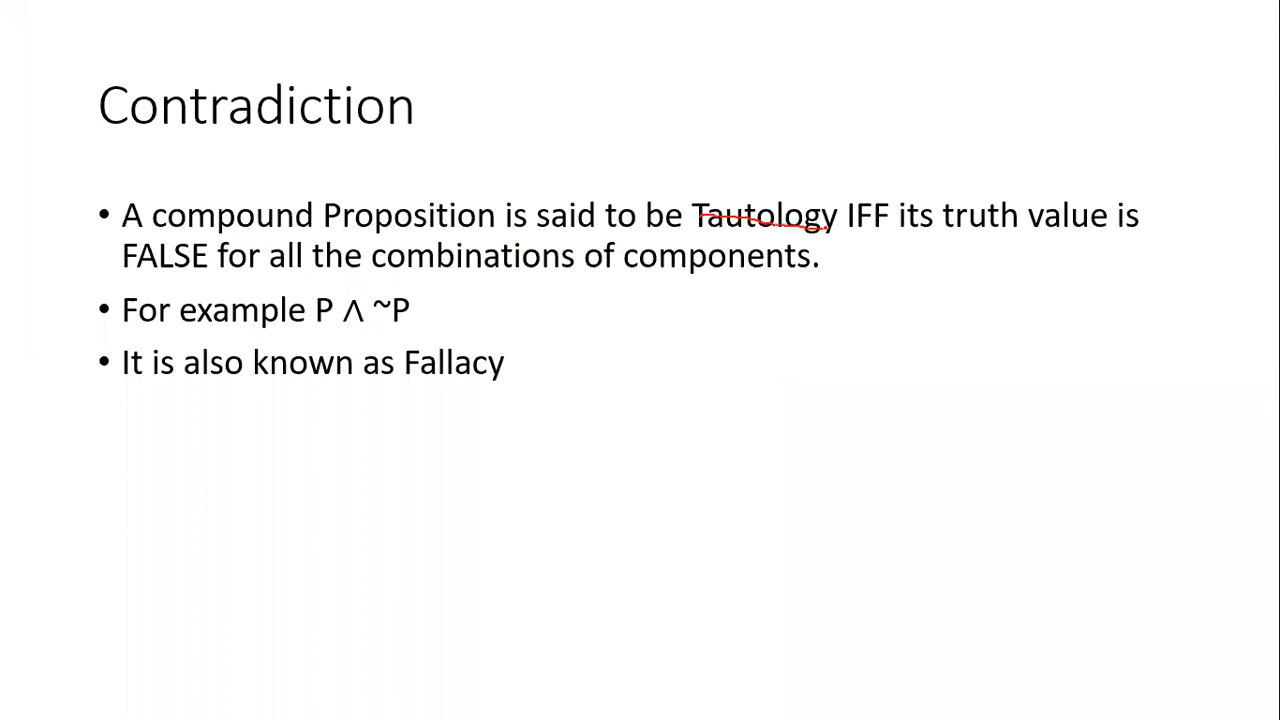 Contradiction
• A compound Proposition is said to be Tautology IFF its truth value is
FALSE for all the combinations of components.
• For example P ∧ ~P
• It is also known as Fallacy